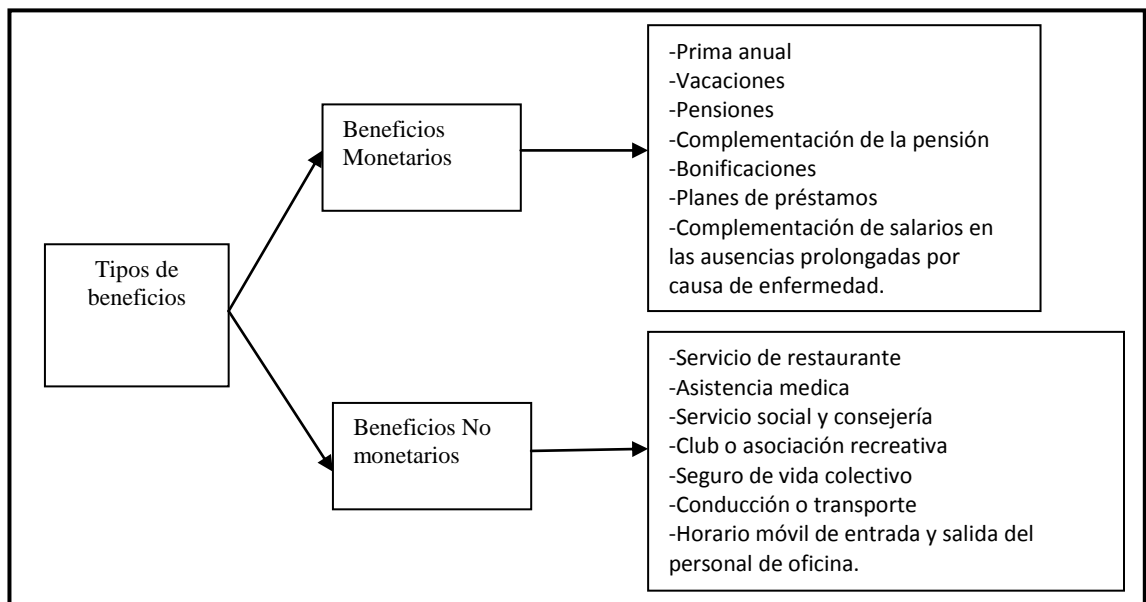 Tipos de
beneficios
Beneficios
Monetarios
-Prima anual
-Vacaciones
-Pensiones
-Complementación de la pensión
-Bonificaciones
-Planes de préstamos
-Complementación de salarios en
las ausencias prolongadas por
causa de enfermedad.
Beneficios No
monetarios
-Servicio de restaurante
-Asistencia medica
-Servicio social y consejería
-Club o asociación recreativa
-Seguro de vida colectivo
-Conducción o transporte
-Horario móvil de entrada y salida del
personal de oficina.